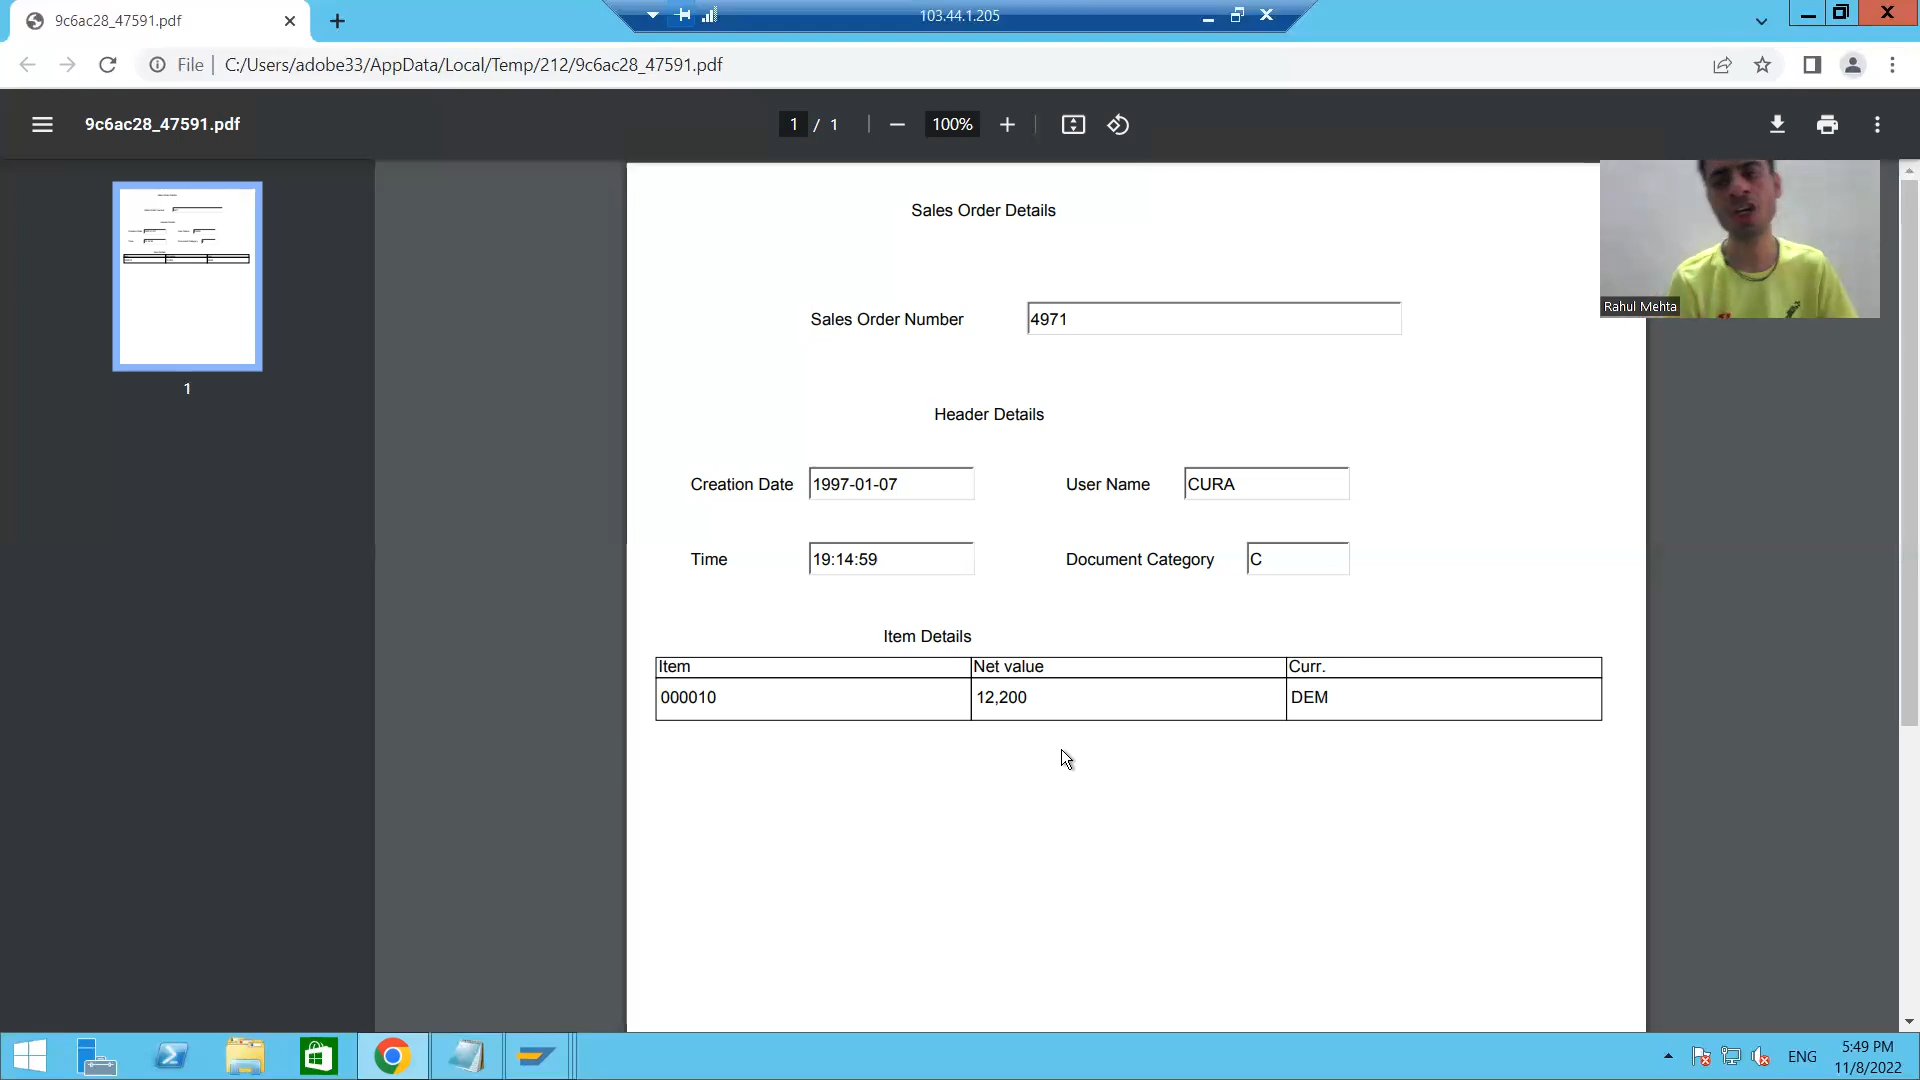 9c6ac28_47591.pdf
103.44.1.205
File
C:/Users/adobe33/AppData/Local/Temp/212/9c6ac28_47591.pdf
9c6ac28_47591.pdf
1 / 1
100%
Sales Order Details
Sales Order Number 4971
Header Details
Creation Date 1997-01-07 User Name CURA
Time 19:14:59 Document Category C
Item Details
Item Net value Curr.
000010 12,200 DEM
1
Rahul Mehta
ENG
5:49 PM
11/8/2022